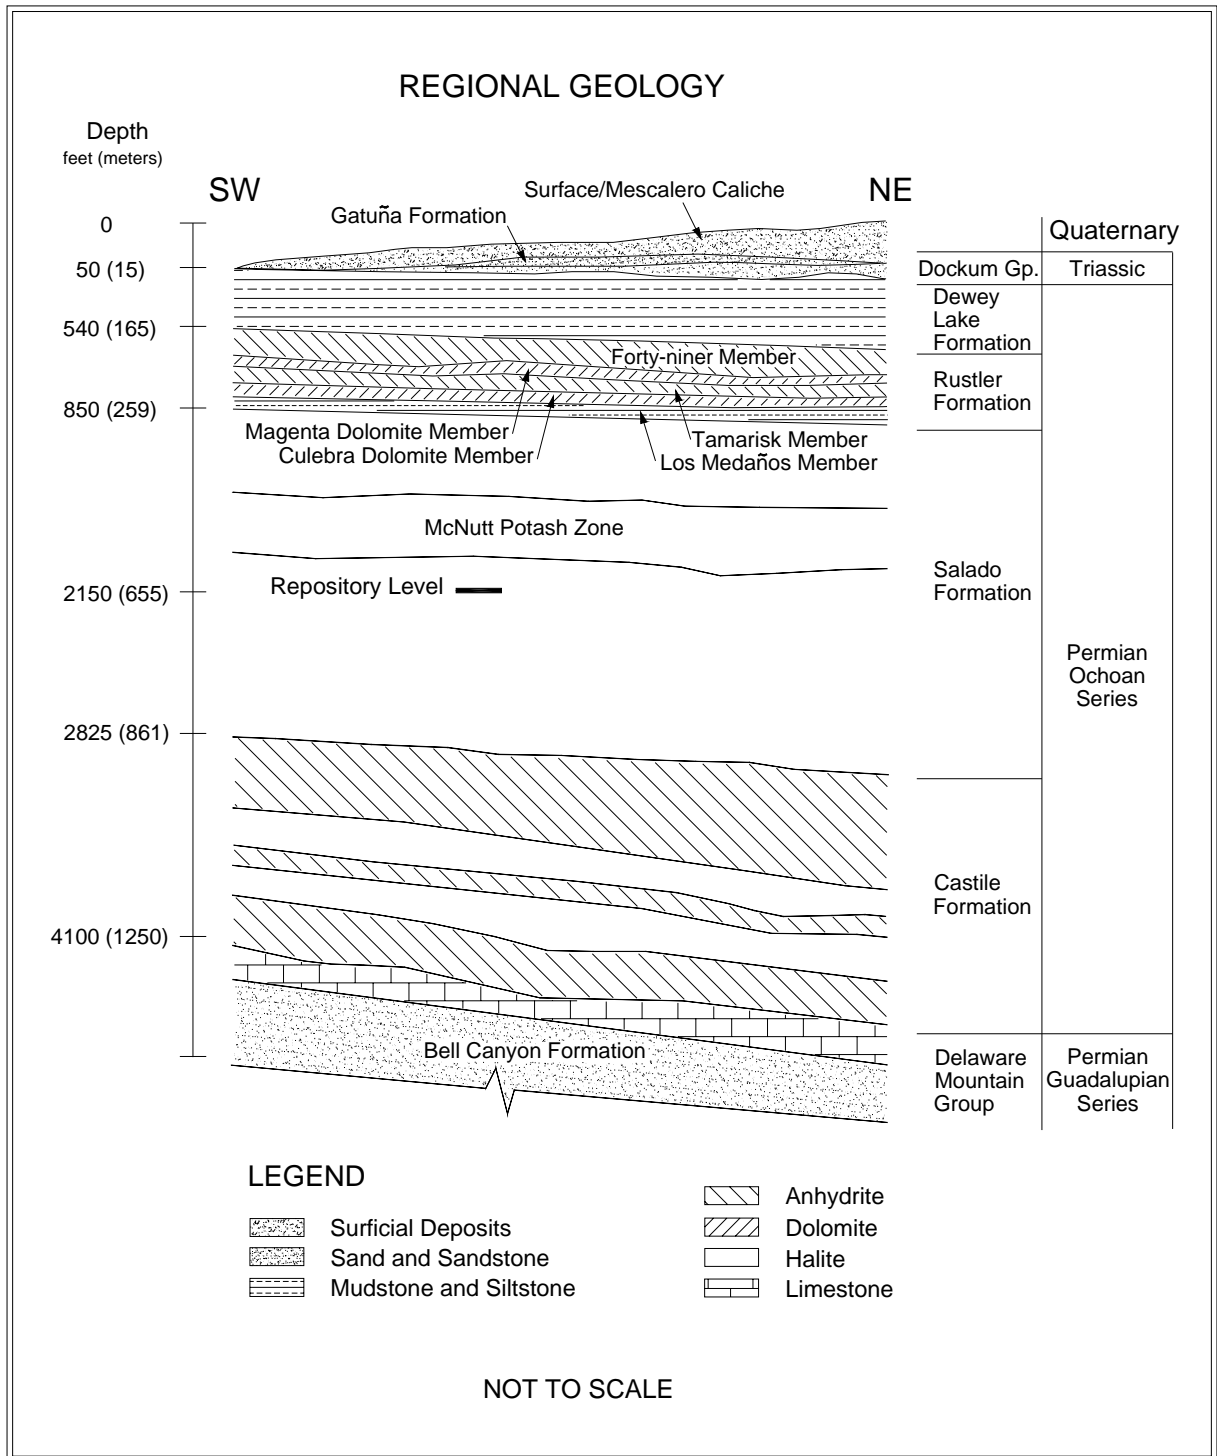 REGIONAL GEOLOGY
Depth
feet (meters)
SW
NE
Surface/Mescalero Caliche
Gatuña Formation
0
50 (15)
540 (165)
850 (259)
2150 (655)
2825 (861)
4100 (1250)
Forty-niner Member
Magenta Dolomite Member
Culebra Dolomite Member
Tamarisk Member
Los Medaños Member
McNutt Potash Zone
Repository Level
Bell Canyon Formation
Quaternary
Dockum Gp.
Triassic
Dewey
Lake
Formation
Rustler
Formation
Salado
Formation
Permian
Ochoan
Series
Castile
Formation
Delaware
Mountain
Group
Permian
Guadalupian
Series
LEGEND
Surficial Deposits
Sand and Sandstone
Mudstone and Siltstone
Anhydrite
Dolomite
Halite
Limestone
NOT TO SCALE